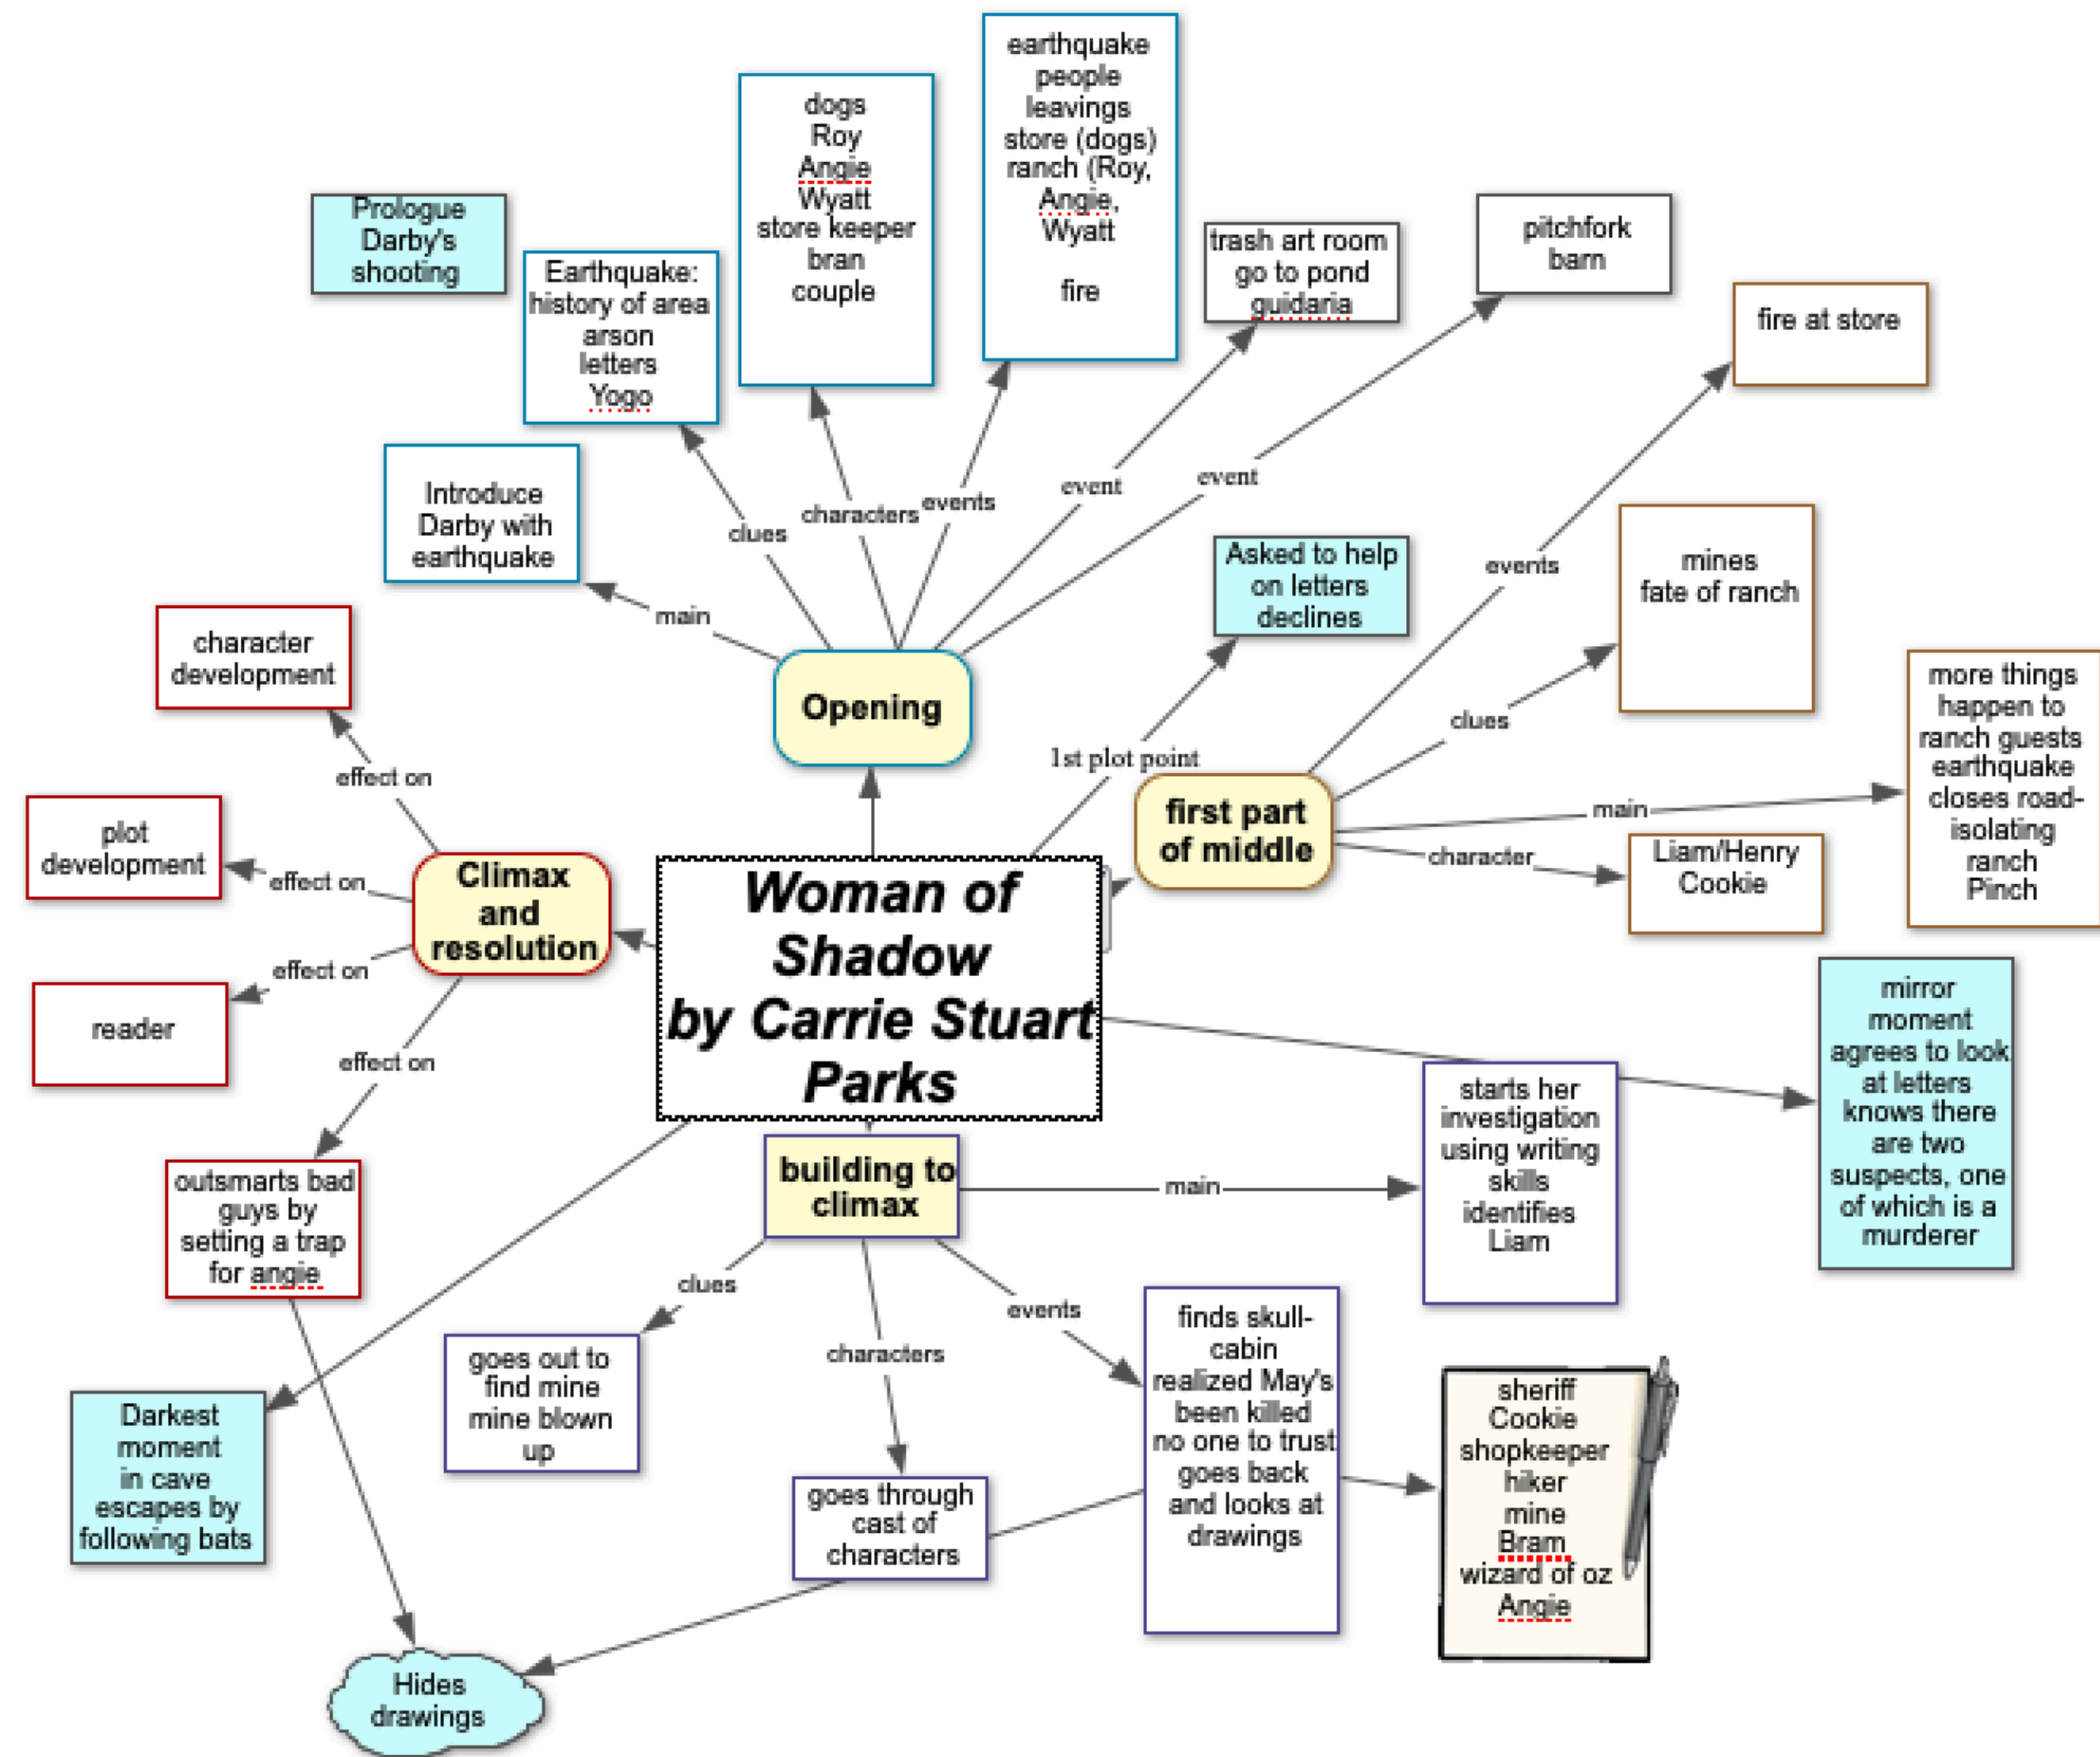 earthquake
people
leavings
store (dogs)
ranch (Roy,
Angie,
Wyatt
fire
dogs
Roy
Angie
Wyatt
store keeper
bran
couple
Prologue
Darby's
shooting
Earthquake:
history of area
arson
letters
Yogo
trash art room
go to pond
guidaria
pitchfork
barn
fire at store
Introduce
Darby with
earthquake
clues
characters
events
event
event
main
Opening
Asked to help
on letters
declines
1st plot point
events
mines
fate of ranch
clues
first part
of middle
main
more things
happen to
ranch guests
earthquake
closes road-
isolating
ranch
Pinch
character
Liam/Henry
Cookie
character
development
effect on
plot
development
effect on
Climax
and
resolution
effect on
reader
effect on
Woman of
Shadow
by Carrie Stuart
Parks
mirror
moment
agrees to look
at letters
knows there
are two
suspects, one
of which is a
murderer
outsmarts bad
guys by
setting a trap
for angie
building to
climax
main
starts her
investigation
using writing
skills
identifies
Liam
clues
characters
events
goes out to
find mine
mine blown
up
finds skull-
cabin
realized May's
been killed
no one to trust
goes back
and looks at
drawings
Darkest
moment
in cave
escapes by
following bats
goes through
cast of
characters
sheriff
Cookie
shopkeeper
hiker
mine
Bram
wizard of oz
Angie
Hides
drawings